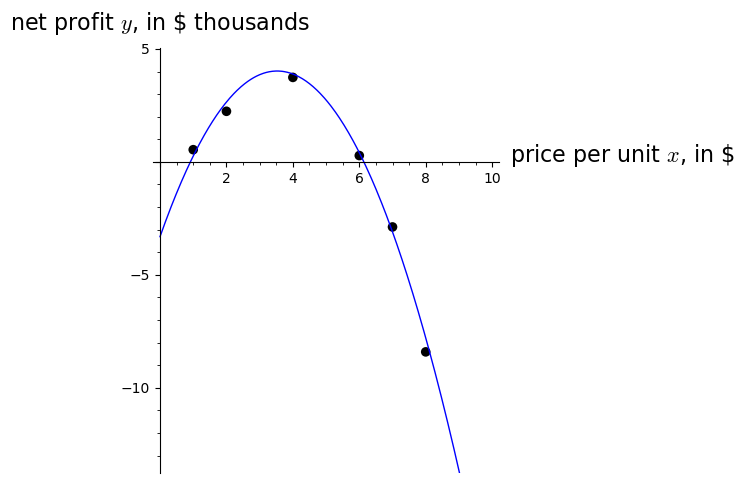 net profit y, in $ thousands
5
price per unit x, in $
2 4 6 8 10
−5
−10